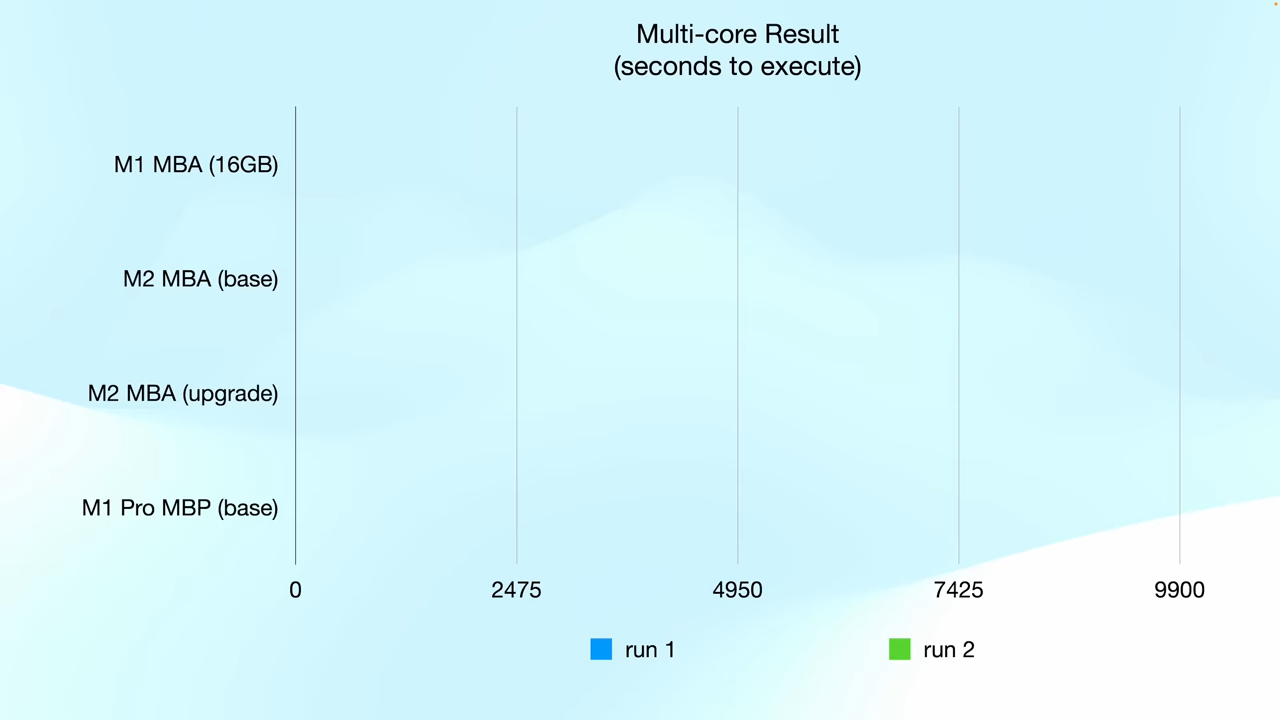 Multi-core Result
(seconds to execute)
M1 MBA (16GB)
M2 MBA (base)
M2 MBA (upgrade)
M1 Pro MBP (base)
0 2475 4950 7425 9900
run 1 run 2